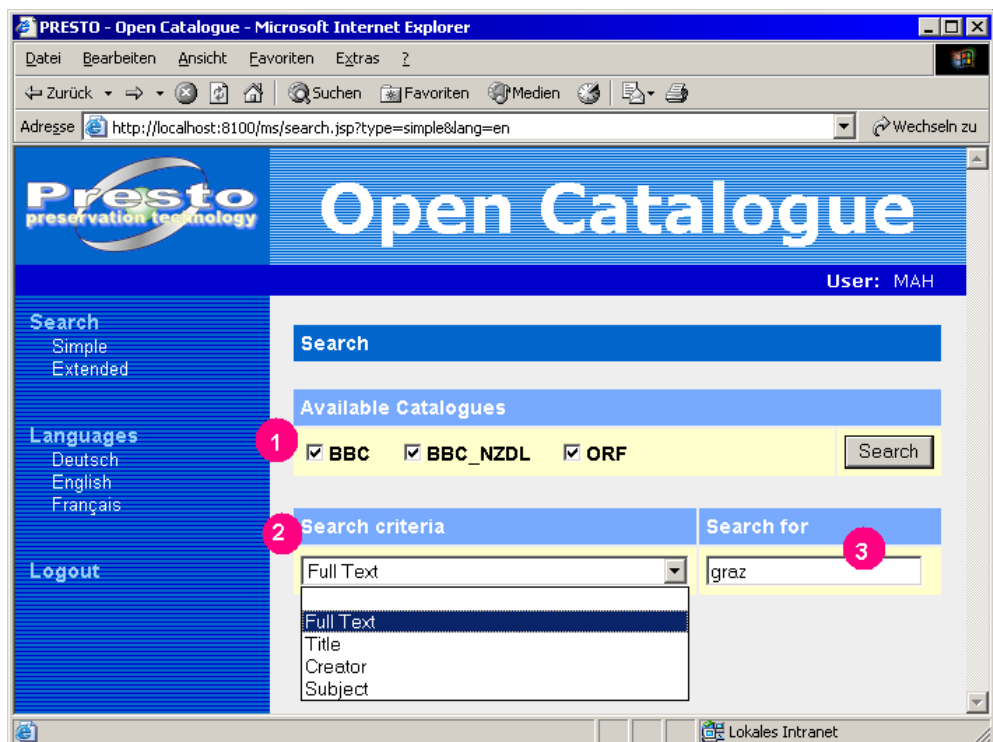 PRESTO - Open Catalogue - Microsoft Internet Explorer
Datei Bearbeiten Ansicht Favoriten Extras ?
Zurück Suchen Favoriten Medien
Adresse http://localhost:8100/ms/search.jsp?type=simple&lang=en Wechseln zu
Presto
preservation technology
Open Catalogue
User: MAH
Search
Simple
Extended
Languages
Deutsch
English
Français
Logout
Search
Available Catalogues
1
BBC BBC_NZDL ORF Search
2
Search criteria Search for
3
Full Text graz
Full Text
Title
Creator
Subject
Lokales Intranet